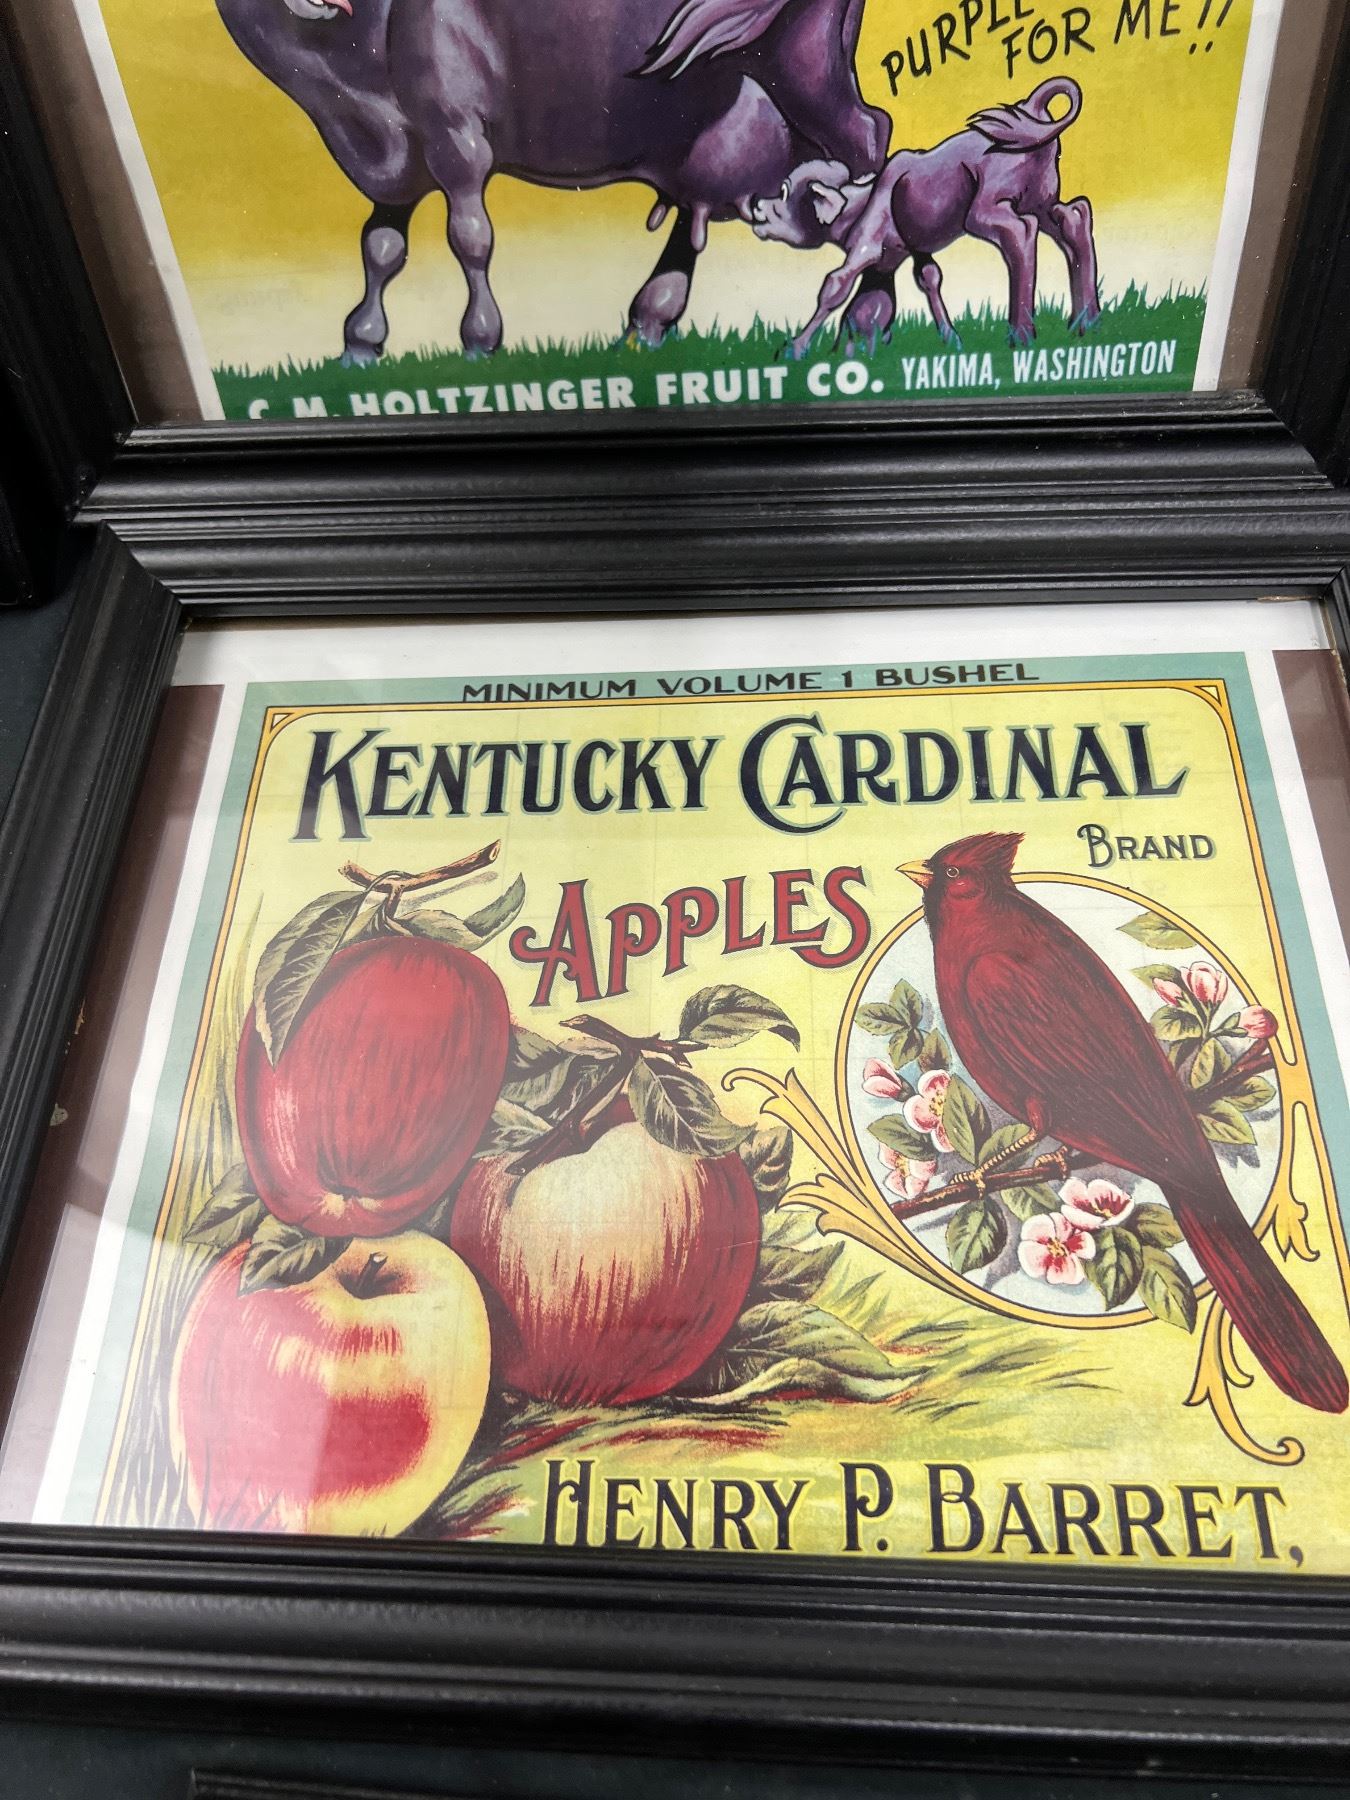 PURPLE
FOR ME!!
C. M. HOLTZINGER FRUIT CO. YAKIMA, WASHINGTON
MINIMUM VOLUME 1 BUSHEL
KENTUCKY CARDINAL
BRAND
APPLES
HENRY P. BARRET,